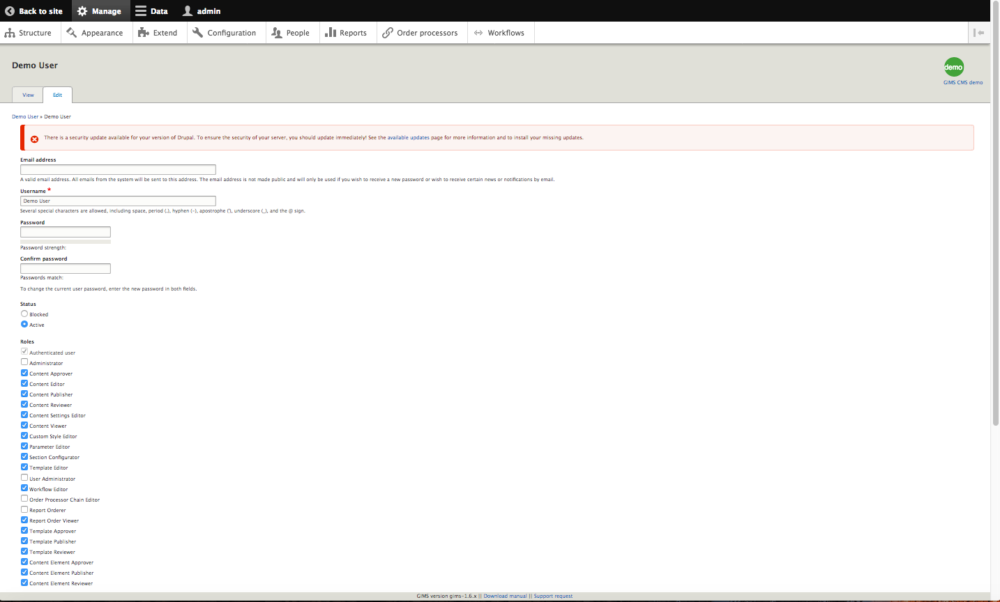 Back to site Manage Data admin
Structure Appearance Extend Configuration People Reports Order processors Workflows
Demo User
demo
GIMS CMS demo
View Edit
Demo User » Demo User
There is a security update available for your version of Drupal. To ensure the security of your server, you should update immediately! See the available updates page for more information and to install your missing updates.
Email address
A valid email address. All emails from the system will be sent to this address. The email address is not made public and will only be used if you wish to receive a new password or wish to receive certain news or notifications by email.
Username *
Demo User
Several special characters are allowed, including space, period (.), hyphen (-), apostrophe ('), underscore (_), and the @ sign.
Password
Password strength:
Confirm password
Passwords match:
To change the current user password, enter the new password in both fields.
Status
Blocked
Active
Roles
Authenticated user
Administrator
Content Approver
Content Editor
Content Publisher
Content Reviewer
Content Settings Editor
Content Viewer
Custom Style Editor
Parameter Editor
Section Configurator
Template Editor
User Administrator
Workflow Editor
Order Processor Chain Editor
Report Orderer
Report Order Viewer
Template Approver
Template Publisher
Template Reviewer
Content Element Approver
Content Element Publisher
Content Element Reviewer
GIMS version gims-1.6.x || Download manual || Support request